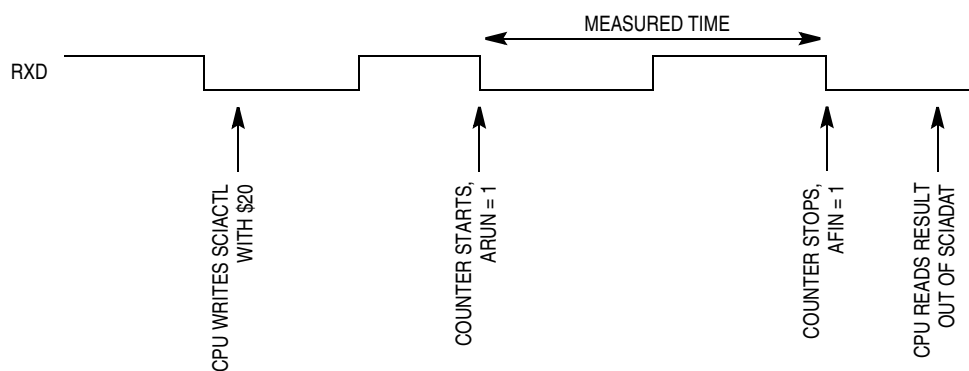 MEASURED TIME
RXD
CPU WRITES SCIACTL
WITH $20
COUNTER STARTS,
ARUN = 1
COUNTER STOPS,
AFIN = 1
CPU READS RESULT
OUT OF SCIADAT